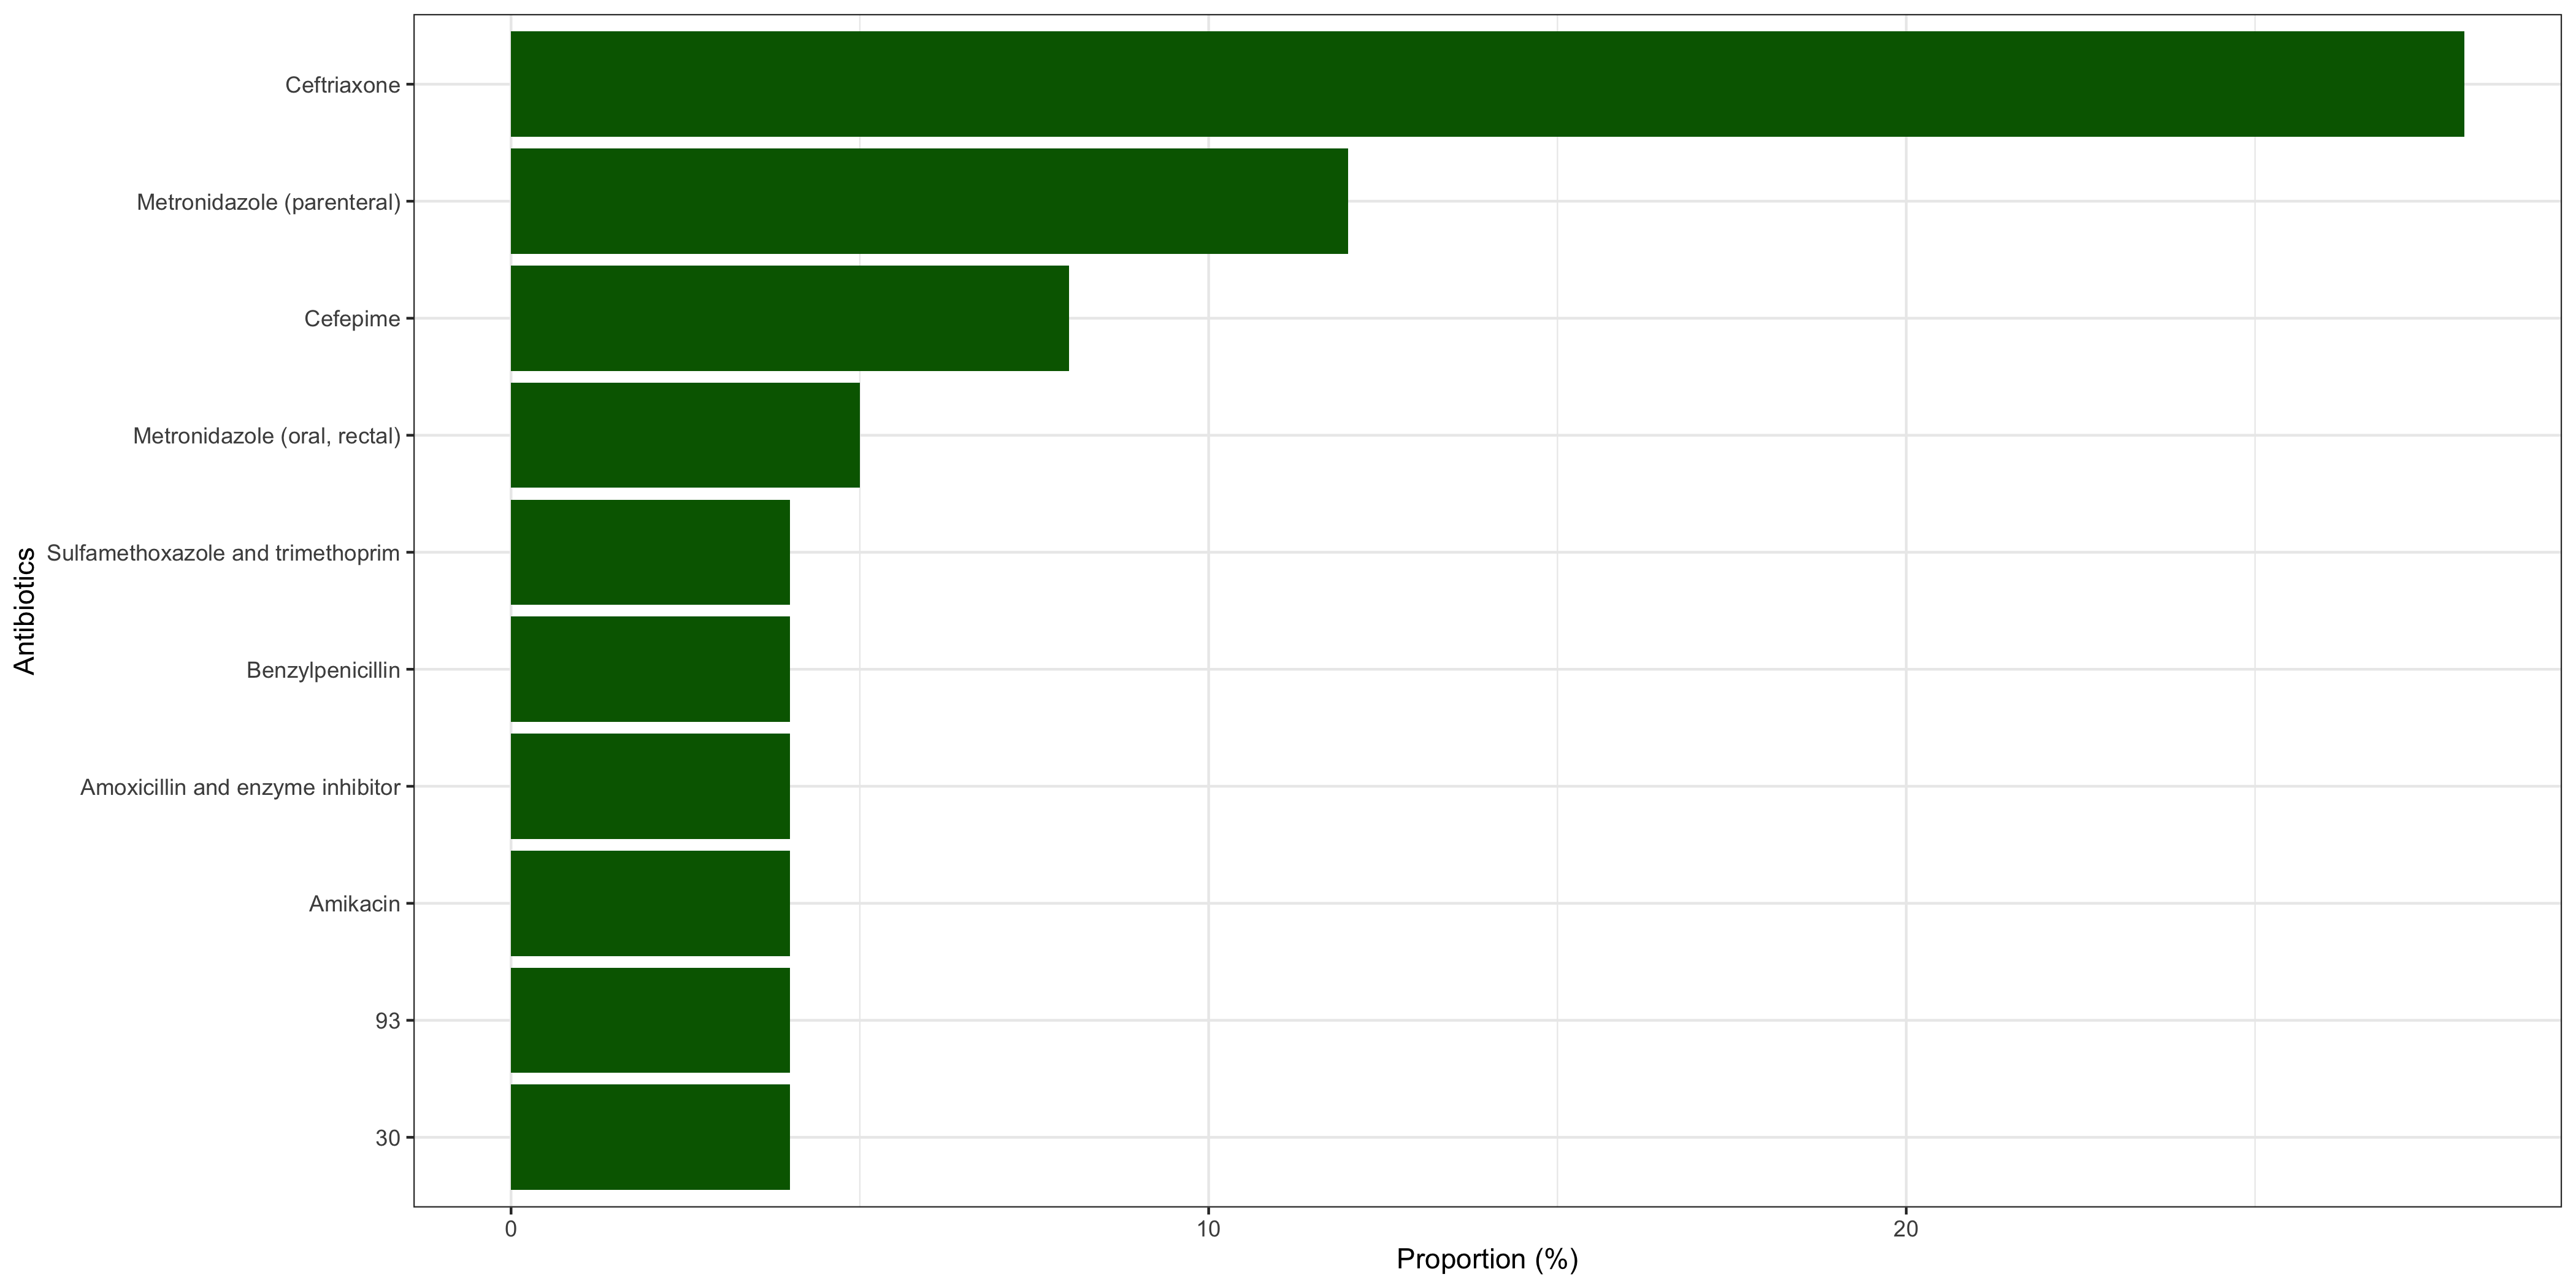 Ceftriaxone
Metronidazole (parenteral)
Cefepime
Metronidazole (oral, rectal)
Sulfamethoxazole and trimethoprim
Benzylpenicillin
Amoxicillin and enzyme inhibitor
Amikacin
93
30
Antibiotics
0 10 20
Proportion (%)